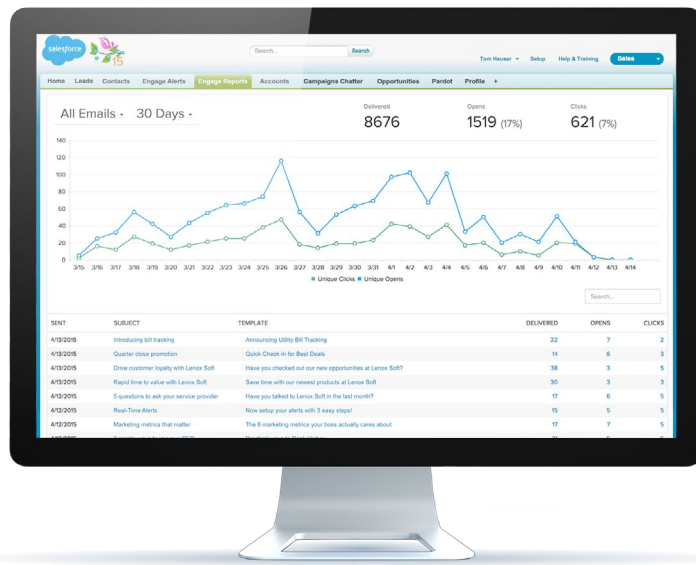 salesforce
15
Search...
Search
Tom Hauser
Setup
Help & Training
Sales
Home Leads Contacts Engage Alerts Engage Reports Accounts Campaigns Chatter Opportunities Pardot Profile +
All Emails 30 Days
Delivered Opens Clicks
8676 1519 (17%) 621 (7%)
140
120
100
80
60
40
20
0
3/15 3/16 3/17 3/18 3/19 3/20 3/21 3/22 3/23 3/24 3/25 3/26 3/27 3/28 3/29 3/30 3/31 4/1 4/2 4/3 4/4 4/5 4/6 4/7 4/8 4/9 4/10 4/11 4/12 4/13 4/14
Unique Clicks Unique Opens
Search...
SENT SUBJECT TEMPLATE DELIVERED OPENS CLICKS
4/13/2015 Introducing bill tracking Announcing Utility Bill Tracking 22 7 2
4/13/2015 Quarter close promotion Quick Check-in for Best Deals 14 6 3
4/13/2015 Drive customer loyalty with Lenox Soft Have you checked out our new opportunities at Lenox Soft? 38 3 5
4/13/2015 Rapid time to value with Lenox Soft Save time with our newest products at Lenox Soft 30 3 3
4/12/2015 5 questions to ask your service provider Have you talked to Lenox Soft in the last month? 17 6 5
4/12/2015 Real-Time Alerts Now setup your alerts with 3 easy steps! 15 5 5
4/12/2015 Marketing metrics that matter The 6 marketing metrics your boss actually cares about 17 7 5